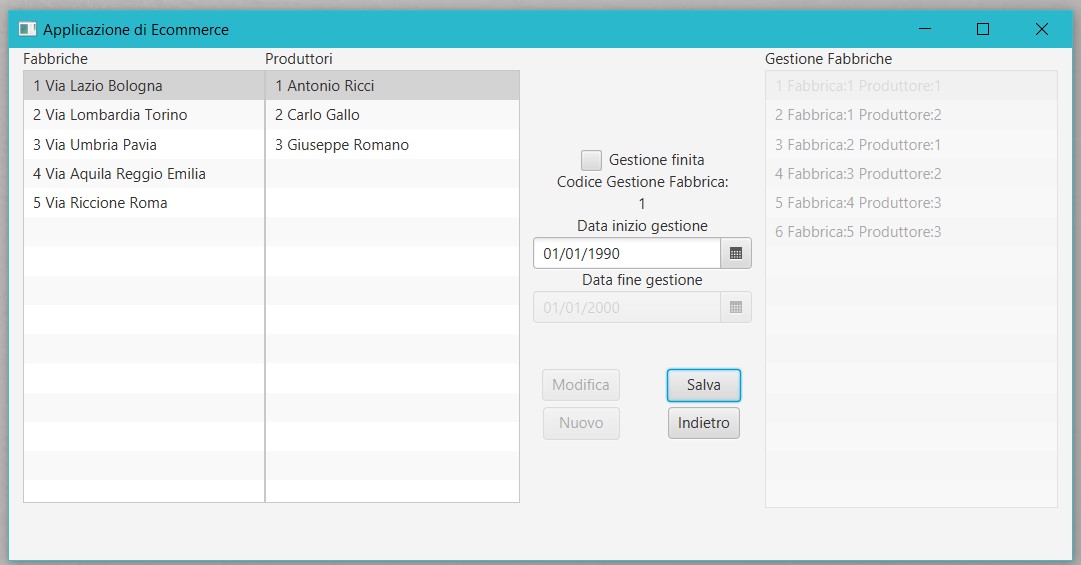 Applicazione di Ecommerce
Fabbriche
1 Via Lazio Bologna
2 Via Lombardia Torino
3 Via Umbria Pavia
4 Via Aquila Reggio Emilia
5 Via Riccione Roma
Produttori
1 Antonio Ricci
2 Carlo Gallo
3 Giuseppe Romano
Gestione finita
Codice Gestione Fabbrica:
1
Data inizio gestione
01/01/1990
Data fine gestione
01/01/2000
Modifica
Salva
Nuovo
Indietro
Gestione Fabbriche
1 Fabbrica:1 Produttore:1
2 Fabbrica:1 Produttore:2
3 Fabbrica:2 Produttore:1
4 Fabbrica:3 Produttore:2
5 Fabbrica:4 Produttore:3
6 Fabbrica:5 Produttore:3